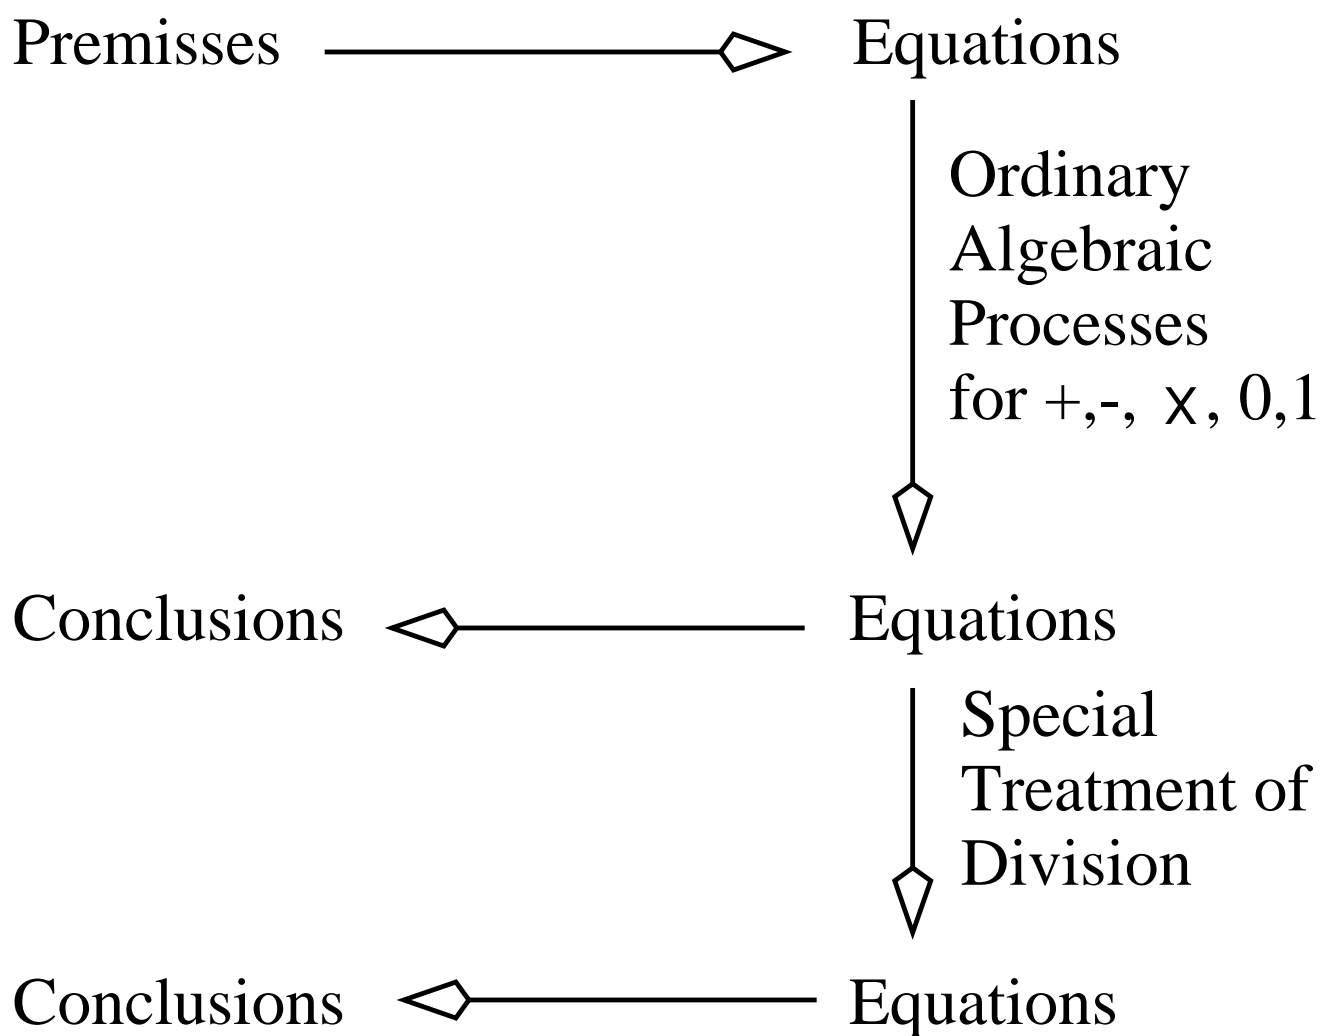 Premisses
Equations
Ordinary
Algebraic
Processes
for +,-, x, 0,1
Conclusions
Equations
Special
Treatment of
Division
Conclusions
Equations